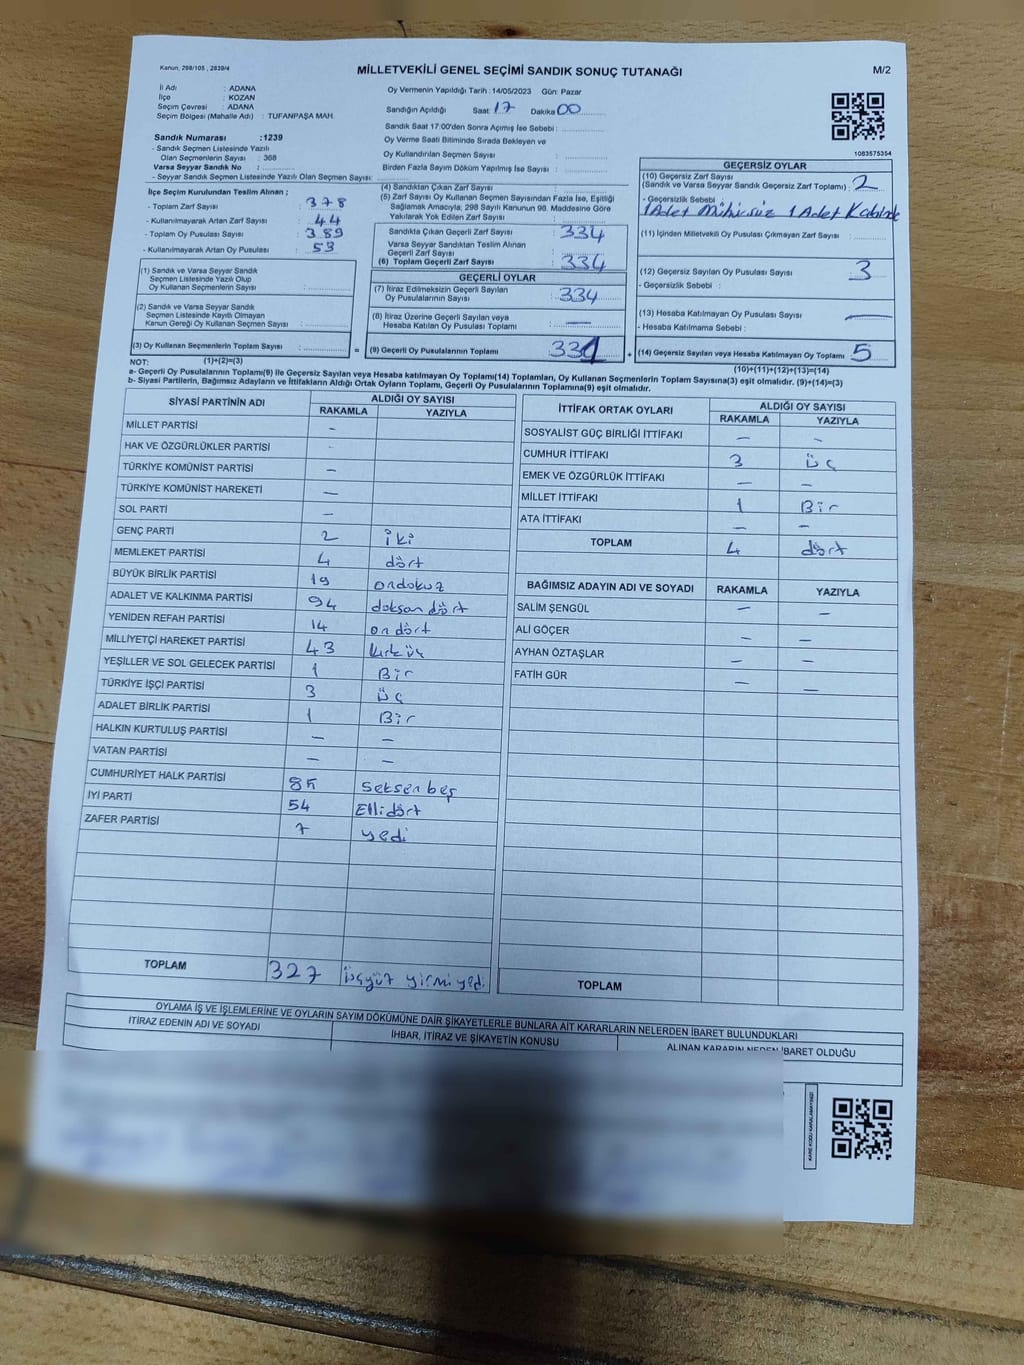 Kanun; 298/105 , 2839/4
MİLLETVEKİLİ GENEL SEÇİMİ SANDIK SONUÇ TUTANAĞI
M/2
İl Adı : ADANA
İlçe : KOZAN
Seçim Çevresi : ADANA
Seçim Bölgesi (Mahalle Adı) : TUFANPAŞA MAH.
Sandık Numarası :1239
- Sandık Seçmen Listesinde Yazılı
Olan Seçmenlerin Sayısı : 368
Varsa Seyyar Sandık No :
- Seyyar Sandık Seçmen Listesinde Yazılı Olan Seçmen Sayısı:
Oy Vermenin Yapıldığı Tarih :14/05/2023 Gün: Pazar
Sandığın Açıldığı Saat: 17 Dakika 00
Sandık Saat 17:00'den Sonra Açımış İse Sebebi :
Oy Verme Saati Bitiminde Sırada Bekleyen ve
Oy Kullandırılan Seçmen Sayısı :
Birden Fazla Sayım Döküm Yapılmış İse Sayısı :
1083575354
İlçe Seçim Kurulundan Teslim Alınan ;
- Toplam Zarf Sayısı : 378
- Kullanılmayarak Artan Zarf Sayısı : 44
- Toplam Oy Pusulası Sayısı : 389
- Kullanılmayarak Artan Oy Pusulası : 53
(1) Sandık ve Varsa Seyyar Sandık
Seçmen Listesinde Yazılı Olup
Oy Kullanan Seçmenlerin Sayısı :
(2) Sandık ve Varsa Seyyar Sandık
Seçmen Listesinde Kayıtlı Olmayan
Kanun Gereği Oy Kullanan Seçmen Sayısı :
(3) Oy Kullanan Seçmenlerin Toplam Sayısı :
(1)+(2)=(3)
(4) Sandıktan Çıkan Zarf Sayısı :
(5) Zarf Sayısı Oy Kullanan Seçmen Sayısından Fazla İse, Eşitliği
Sağlamak Amacıyla; 298 Sayılı Kanunun 98. Maddesine Göre
Yakılarak Yok Edilen Zarf Sayısı :
Sandıkta Çıkan Geçerli Zarf Sayısı : 334
Varsa Seyyar Sandıktan Teslim Alınan
Geçerli Zarf Sayısı :
(6) Toplam Geçerli Zarf Sayısı : 334
GEÇERLİ OYLAR
(7) İtiraz Edilmeksizin Geçerli Sayılan
Oy Pusulalarının Sayısı : 334
(8) İtiraz Üzerine Geçerli Sayılan veya
Hesaba Katılan Oy Pusulası Toplamı : —
= (9) Geçerli Oy Pusulalarının Toplamı : 331 +
GEÇERSİZ OYLAR
(10) Geçersiz Zarf Sayısı
(Sandık ve Varsa Seyyar Sandık Geçersiz Zarf Toplamı) : 2
- Geçersizlik Sebebi :
1 Adet Mühürsüz 1 Adet Kabinde
(11) İçinden Milletvekili Oy Pusulası Çıkmayan Zarf Sayısı :
(12) Geçersiz Sayılan Oy Pusulası Sayısı : 3
- Geçersizlik Sebebi :
(13) Hesaba Katılmayan Oy Pusulası Sayısı : —
- Hesaba Katılmama Sebebi :
(14) Geçersiz Sayılan veya Hesaba Katılmayan Oy Toplamı : 5
(10)+(11)+(12)+(13)=(14)
NOT:
a- Geçerli Oy Pusulalarının Toplamı(9) ile Geçersiz Sayılan veya Hesaba katılmayan Oy Toplamı(14) Toplamları, Oy Kullanan Seçmenlerin Toplam Sayısına(3) eşit olmalıdır. (9)+(14)=(3)
b- Siyasi Partilerin, Bağımsız Adayların ve İttifakların Aldığı Ortak Oyların Toplamı, Geçerli Oy Pusulalarının Toplamına(9) eşit olmalıdır.
SİYASİ PARTİNİN ADI ALDIĞI OY SAYISI
RAKAMLA YAZIYLA
MİLLET PARTİSİ —
HAK VE ÖZGÜRLÜKLER PARTİSİ -
TÜRKİYE KOMÜNİST PARTİSİ —
TÜRKİYE KOMÜNİST HAREKETİ —
SOL PARTİ —
GENÇ PARTİ 2 iki
MEMLEKET PARTİSİ 4 dört
BÜYÜK BİRLİK PARTİSİ 19 ondokuz
ADALET VE KALKINMA PARTİSİ 94 doksan dört
YENİDEN REFAH PARTİSİ 14 on dört
MİLLİYETÇİ HAREKET PARTİSİ 43 kırk üç
YEŞİLLER VE SOL GELECEK PARTİSİ 1 Bir
TÜRKİYE İŞÇİ PARTİSİ 3 üç
ADALET BİRLİK PARTİSİ 1 Bir
HALKIN KURTULUŞ PARTİSİ — —
VATAN PARTİSİ — —
CUMHURİYET HALK PARTİSİ 85 seksen beş
İYİ PARTİ 54 Ellidört
ZAFER PARTİSİ 7 yedi
TOPLAM 327 üçyüz yirmi yedi
İTTİFAK ORTAK OYLARI ALDIĞI OY SAYISI
RAKAMLA YAZIYLA
SOSYALİST GÜÇ BİRLİĞİ İTTİFAKI — —
CUMHUR İTTİFAKI 3 üç
EMEK VE ÖZGÜRLÜK İTTİFAKI — —
MİLLET İTTİFAKI 1 Bir
ATA İTTİFAKI — —
TOPLAM 4 dört
BAĞIMSIZ ADAYIN ADI VE SOYADI RAKAMLA YAZIYLA
SALİM ŞENGÜL — —
ALİ GÖÇER — —
AYHAN ÖZTAŞLAR — —
FATİH GÜR — —
TOPLAM
OYLAMA İŞ VE İŞLEMLERİNE VE OYLARIN SAYIM DÖKÜMÜNE DAİR ŞİKAYETLERLE BUNLARA AİT KARARLARIN NELERDEN İBARET BULUNDUKLARI
İTİRAZ EDENİN ADI VE SOYADI İHBAR, İTİRAZ VE ŞİKAYETİN KONUSU ALINAN KARARIN NEDEN İBARET OLDUĞU
KARE KODU KARALAMAYINIZ!